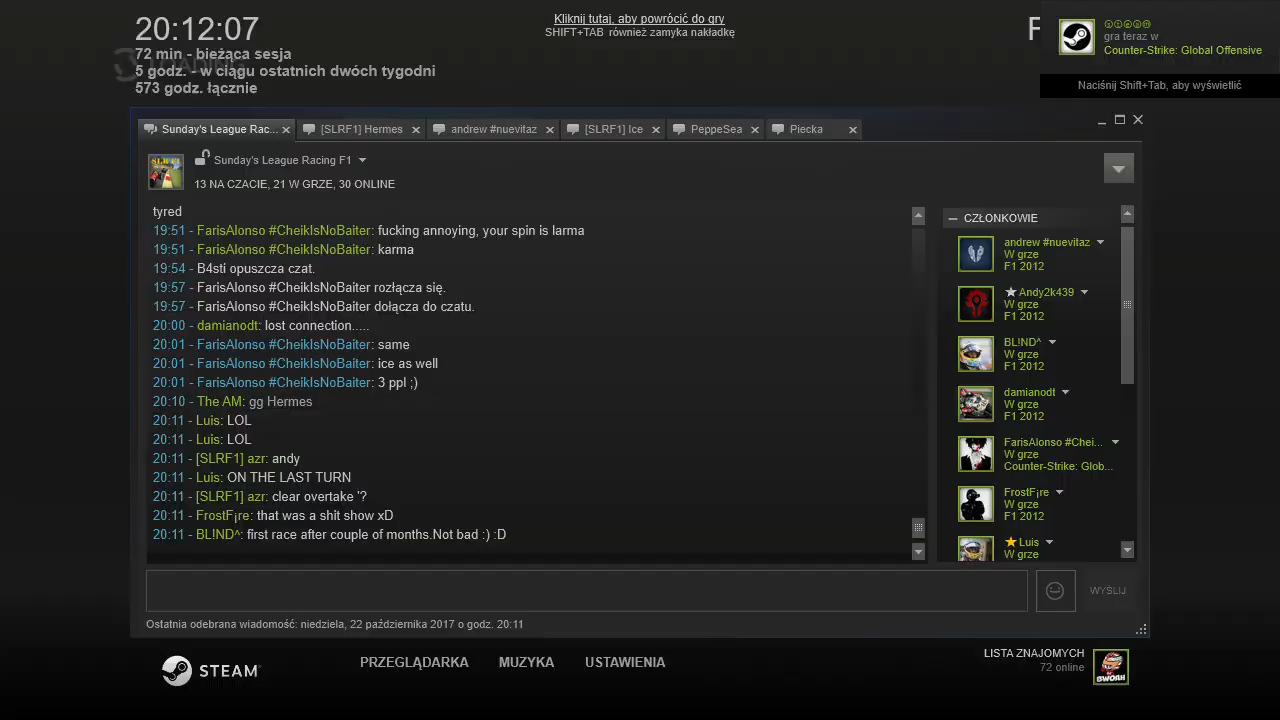 20:12:07
72 min - bieżąca sesja
5 godz. - w ciągu ostatnich dwóch tygodni
573 godz. łącznie
Kliknij tutaj, aby powrócić do gry
SHIFT+TAB również zamyka nakładkę
F
ⓢⓣⓔⓐⓜ
gra teraz w
Counter-Strike: Global Offensive
Naciśnij Shift+Tab, aby wyświetlić
Sunday's League Rac...
[SLRF1] Hermes
andrew #nuevitaz
[SLRF1] Ice
PeppeSea
Piecka
Sunday's League Racing F1
13 NA CZACIE, 21 W GRZE, 30 ONLINE
tyred
19:51 - FarisAlonso #CheikIsNoBaiter: fucking annoying, your spin is larma
19:51 - FarisAlonso #CheikIsNoBaiter: karma
19:54 - B4sti opuszcza czat.
19:57 - FarisAlonso #CheikIsNoBaiter rozłącza się.
19:57 - FarisAlonso #CheikIsNoBaiter dołącza do czatu.
20:00 - damianodt: lost connection.....
20:01 - FarisAlonso #CheikIsNoBaiter: same
20:01 - FarisAlonso #CheikIsNoBaiter: ice as well
20:01 - FarisAlonso #CheikIsNoBaiter: 3 ppl ;)
20:10 - The AM: gg Hermes
20:11 - Luis: LOL
20:11 - Luis: LOL
20:11 - [SLRF1] azr: andy
20:11 - Luis: ON THE LAST TURN
20:11 - [SLRF1] azr: clear overtake '?
20:11 - FrostF¡re: that was a shit show xD
20:11 - BL!ND^: first race after couple of months.Not bad :) :D
CZŁONKOWIE
andrew #nuevitaz
W grze
F1 2012
Andy2k439
W grze
F1 2012
BL!ND^
W grze
F1 2012
damianodt
W grze
F1 2012
FarisAlonso #Chei...
W grze
Counter-Strike: Glob...
FrostF¡re
W grze
F1 2012
Luis
W grze
WYŚLIJ
Ostatnia odebrana wiadomość: niedziela, 22 października 2017 o godz. 20:11
STEAM
PRZEGLĄDARKA
MUZYKA
USTAWIENIA
LISTA ZNAJOMYCH
72 online
BWOAH